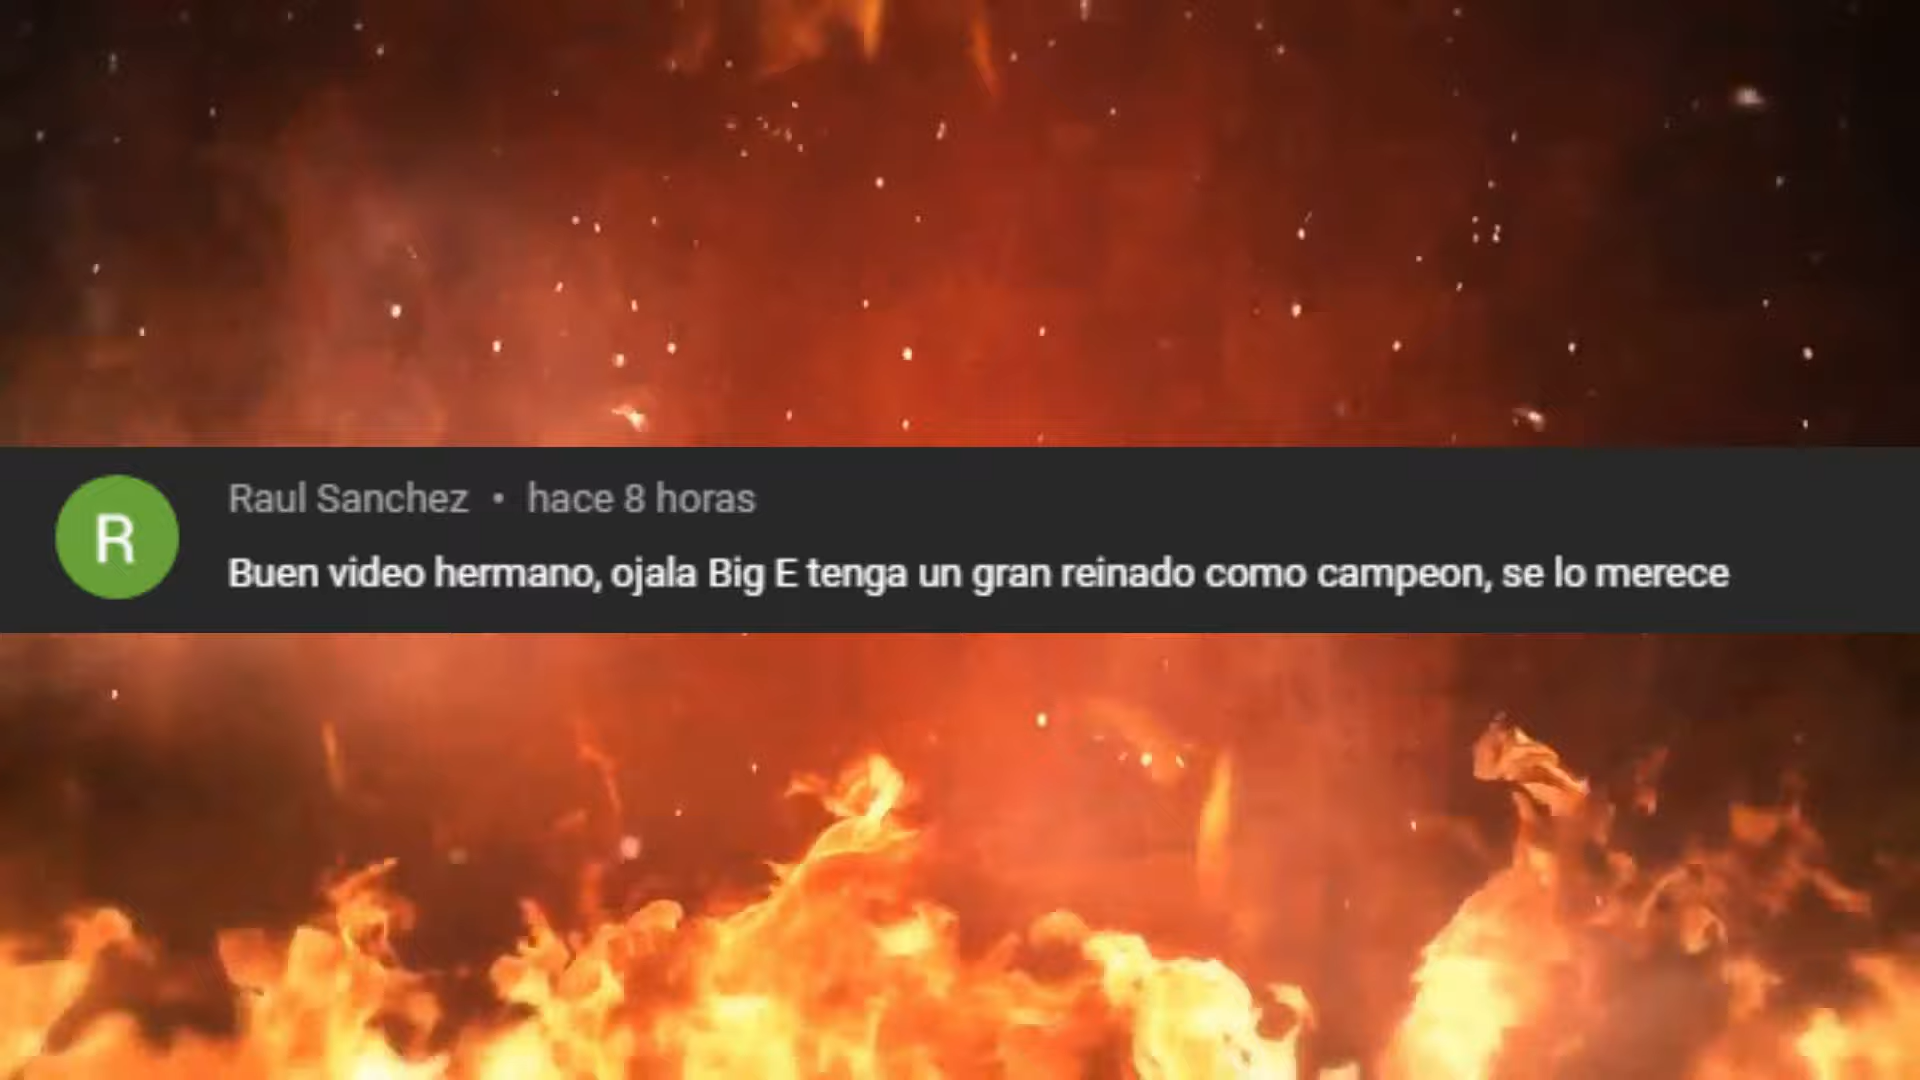 R
Raul Sanchez • hace 8 horas
Buen video hermano, ojala Big E tenga un gran reinado como campeon, se lo merece